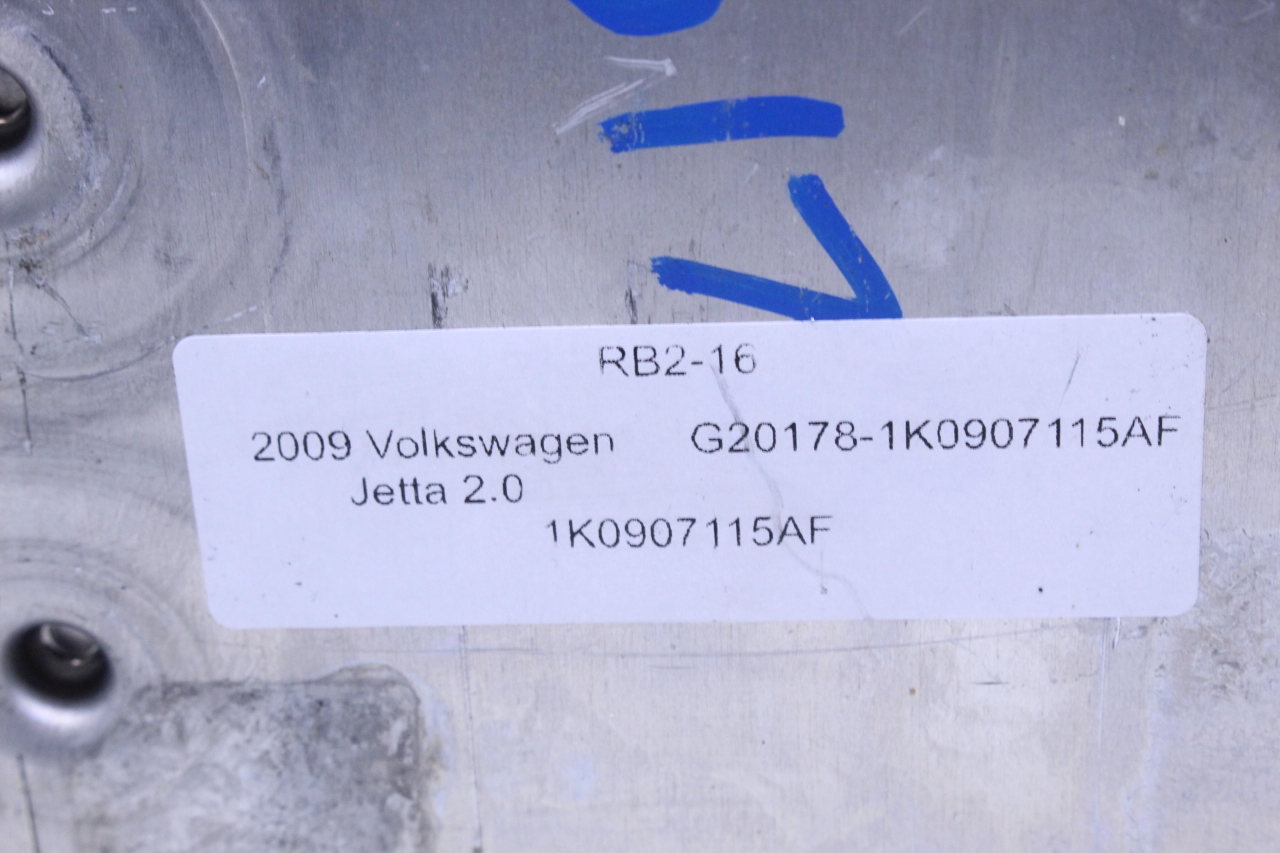 RB2-16
2009 Volkswagen G20178-1K0907115AF
Jetta 2.0
1K0907115AF